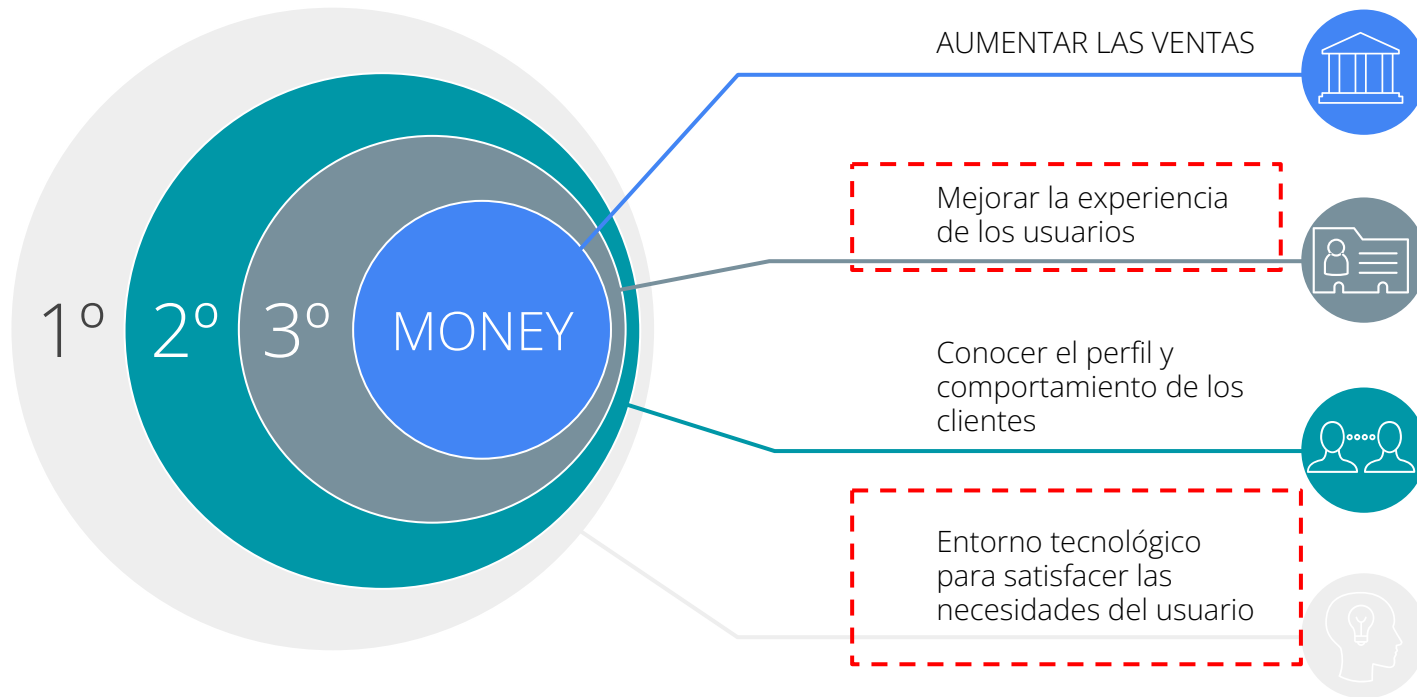 AUMENTAR LAS VENTAS
Mejorar la experiencia
de los usuarios
1º 2º 3º MONEY
Conocer el perfil y
comportamiento de los
clientes
Entorno tecnológico
para satisfacer las
necesidades del usuario